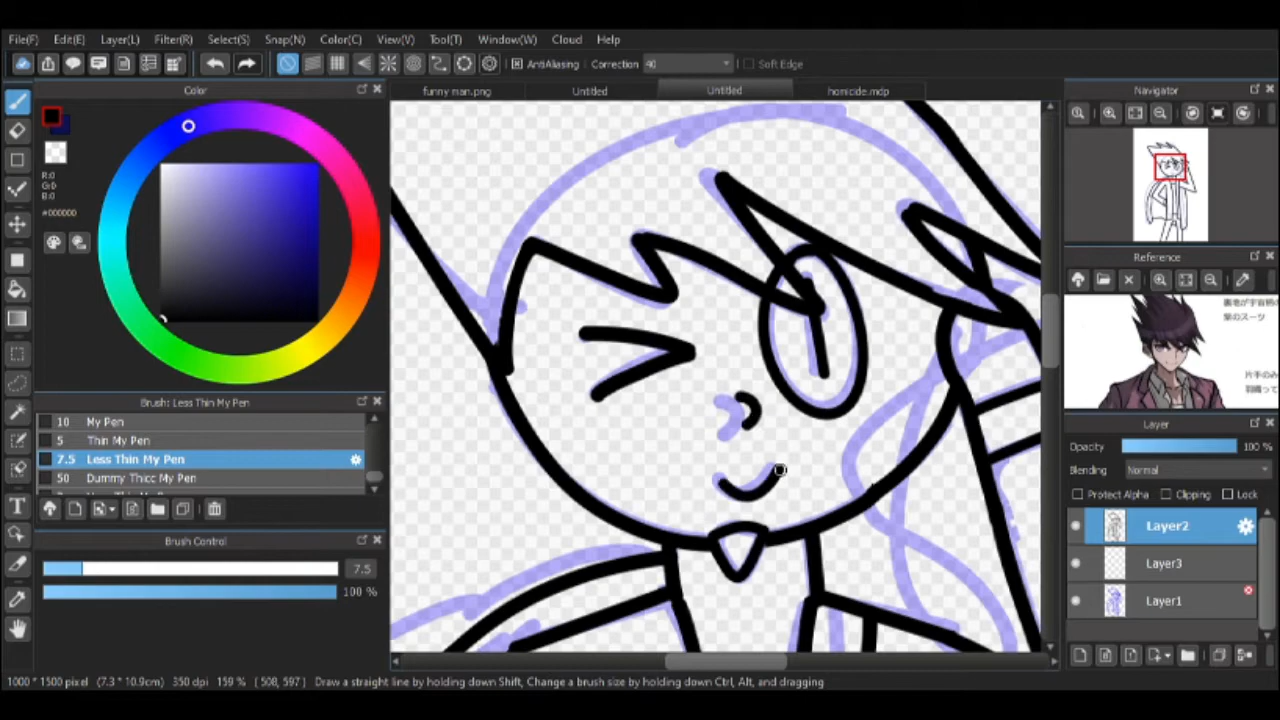 File(F) Edit(E) Layer(L) Filter(R) Select(S) Snap(N) Color(C) View(V) Tool(T) Window(W) Cloud Help
AntiAliasing Correction 40 Soft Edge
Color
funny man.png Untitled Untitled homicide.mdp
Navigator
R:0
G:0
B:0
#000000
Reference
片手のみ
Brush: Less Thin My Pen
10 My Pen
5 Thin My Pen
7.5 Less Thin My Pen
50 Dummy Thicc My Pen
Layer
Opacity 100 %
Blending Normal
Protect Alpha Clipping Lock
Layer2
Layer3
Layer1
Brush Control
7.5
100 %
1000 * 1500 pixel (7.3 * 10.9cm) 350 dpi 159 % ( 508, 597 ) Draw a straight line by holding down Shift, Change a brush size by holding down Ctrl, Alt, and dragging